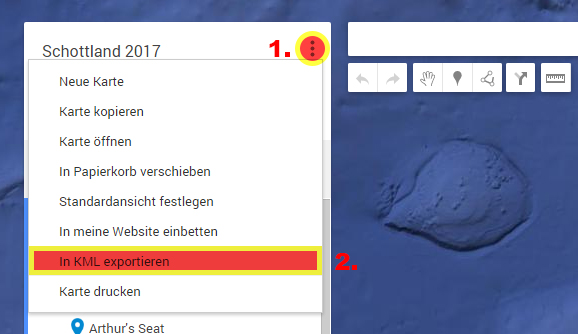 Schottland 2017
1.
Neue Karte
Karte kopieren
Karte öffnen
In Papierkorb verschieben
Standardansicht festlegen
In meine Website einbetten
In KML exportieren
2.
Karte drucken
Arthur's Seat